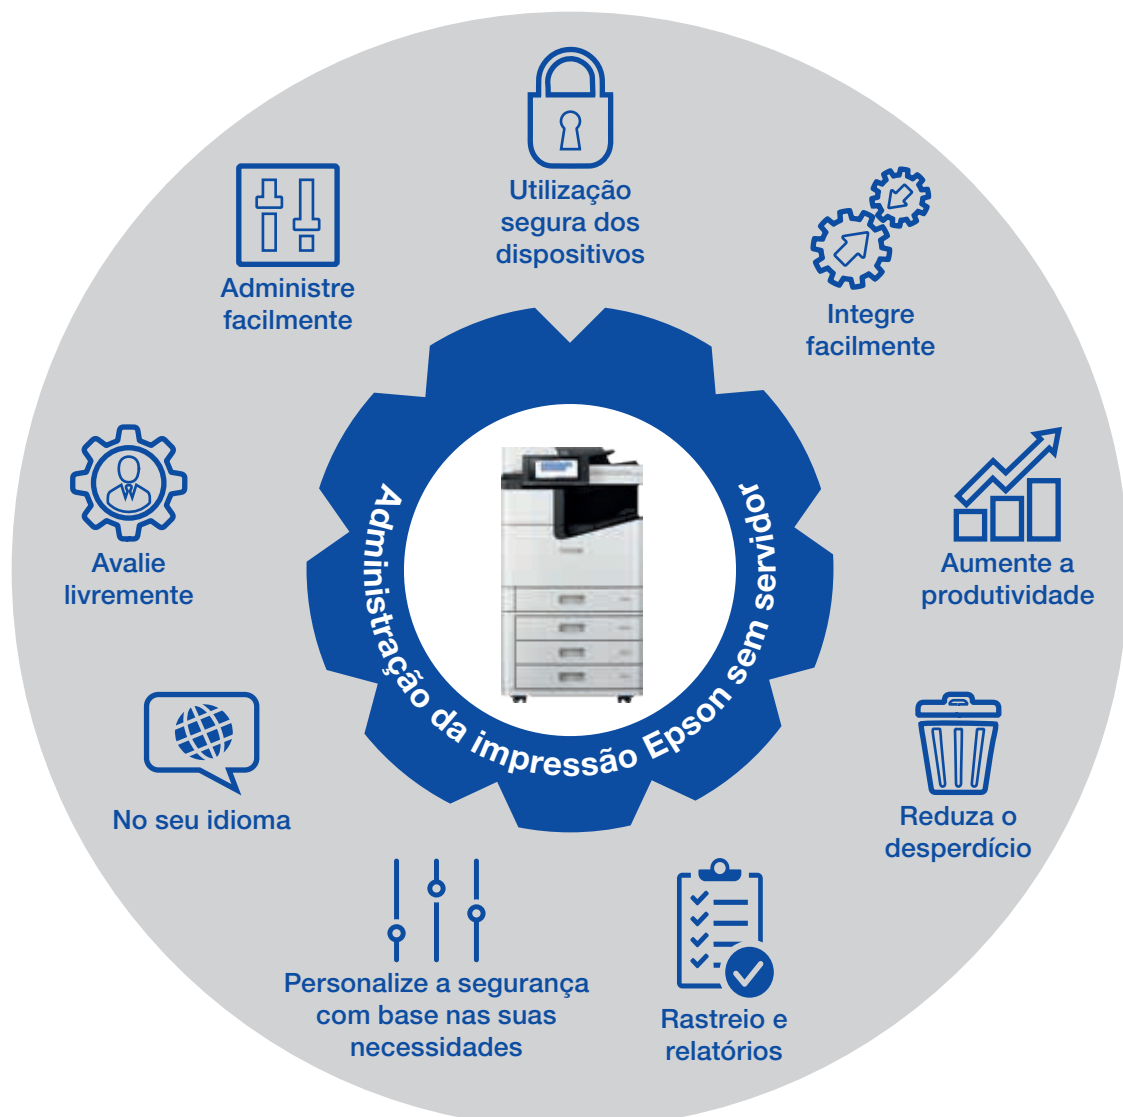 Utilização
segura dos
dispositivos
Integre
facilmente
Aumente a
produtividade
Reduza o
desperdício
Rastreio e
relatórios
Personalize a segurança
com base nas suas
necessidades
No seu idioma
Avalie
livremente
Administre
facilmente
Administração da impressão Epson sem servidor